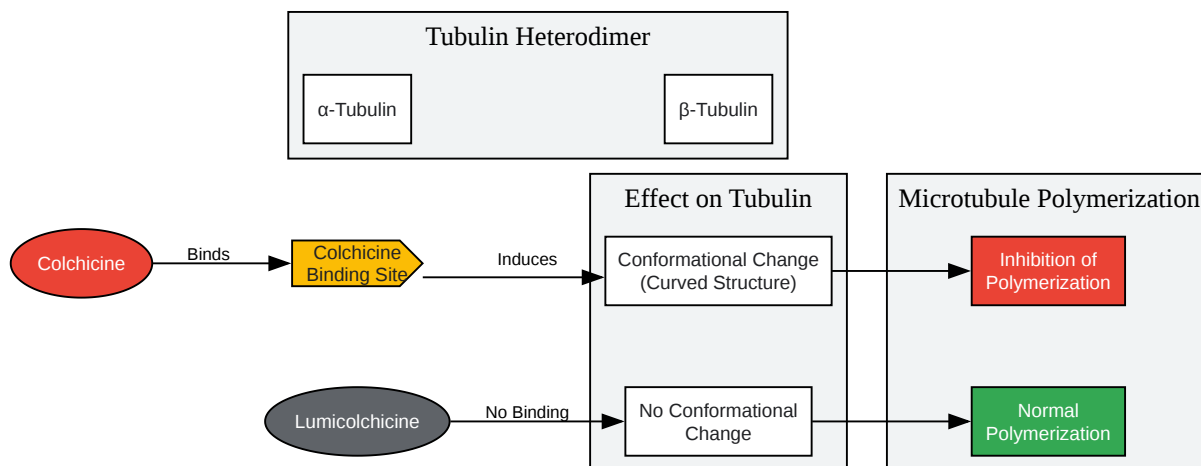 Tubulin Heterodimer
α-Tubulin
β-Tubulin
Effect on Tubulin
Microtubule Polymerization
Colchicine
Binds
Colchicine
Binding Site
Induces
Conformational Change
(Curved Structure)
Inhibition of
Polymerization
Lumicolchicine
No Binding
No Conformational
Change
Normal
Polymerization